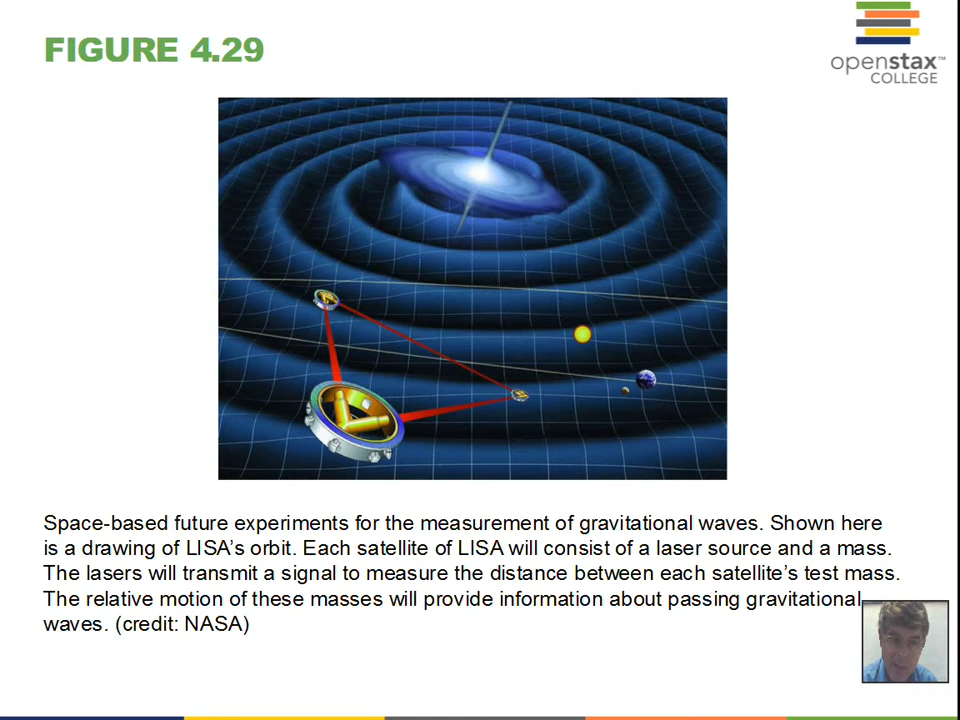 FIGURE 4.29
openstax™
COLLEGE
Space-based future experiments for the measurement of gravitational waves. Shown here
is a drawing of LISA’s orbit. Each satellite of LISA will consist of a laser source and a mass.
The lasers will transmit a signal to measure the distance between each satellite’s test mass.
The relative motion of these masses will provide information about passing gravitational
waves. (credit: NASA)